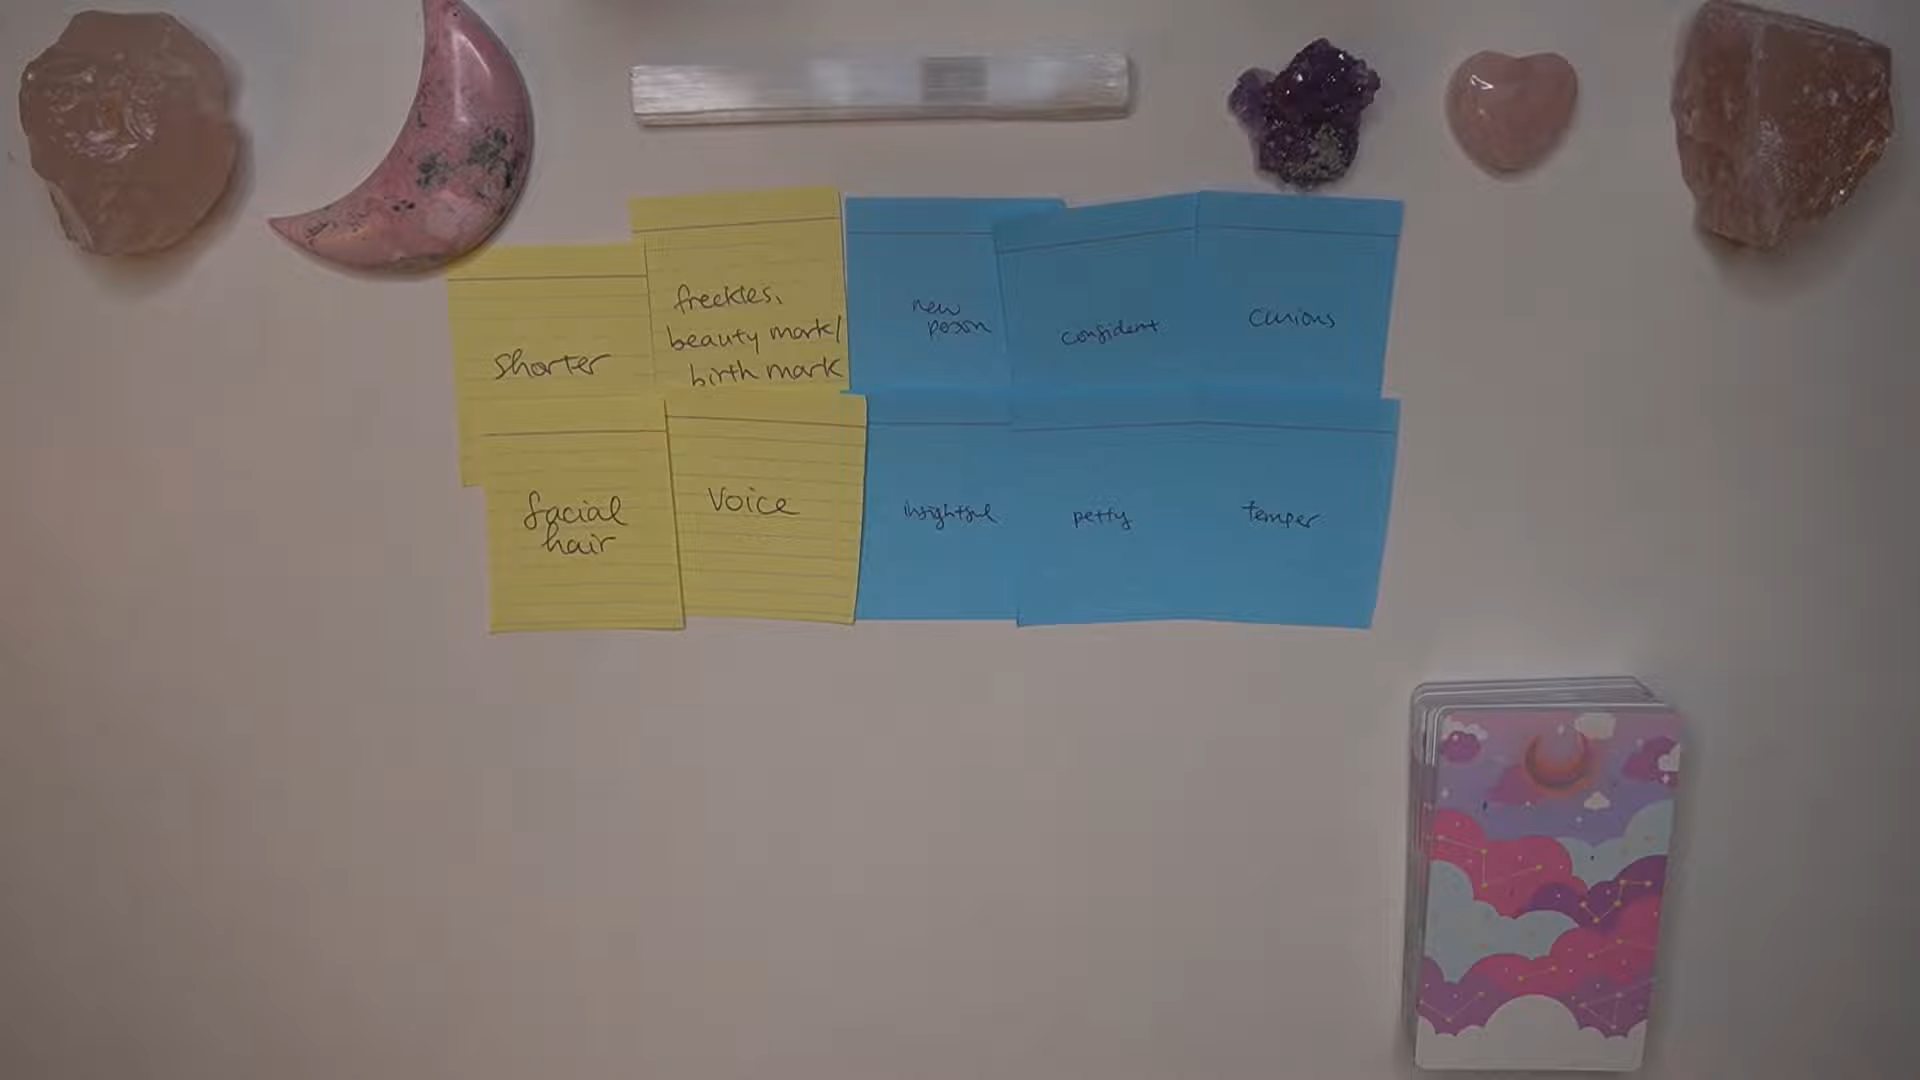 shorter
freckles,
beauty mark/
birth mark
new
person
confident
curious
facial
hair
Voice
insightful
petty
temper